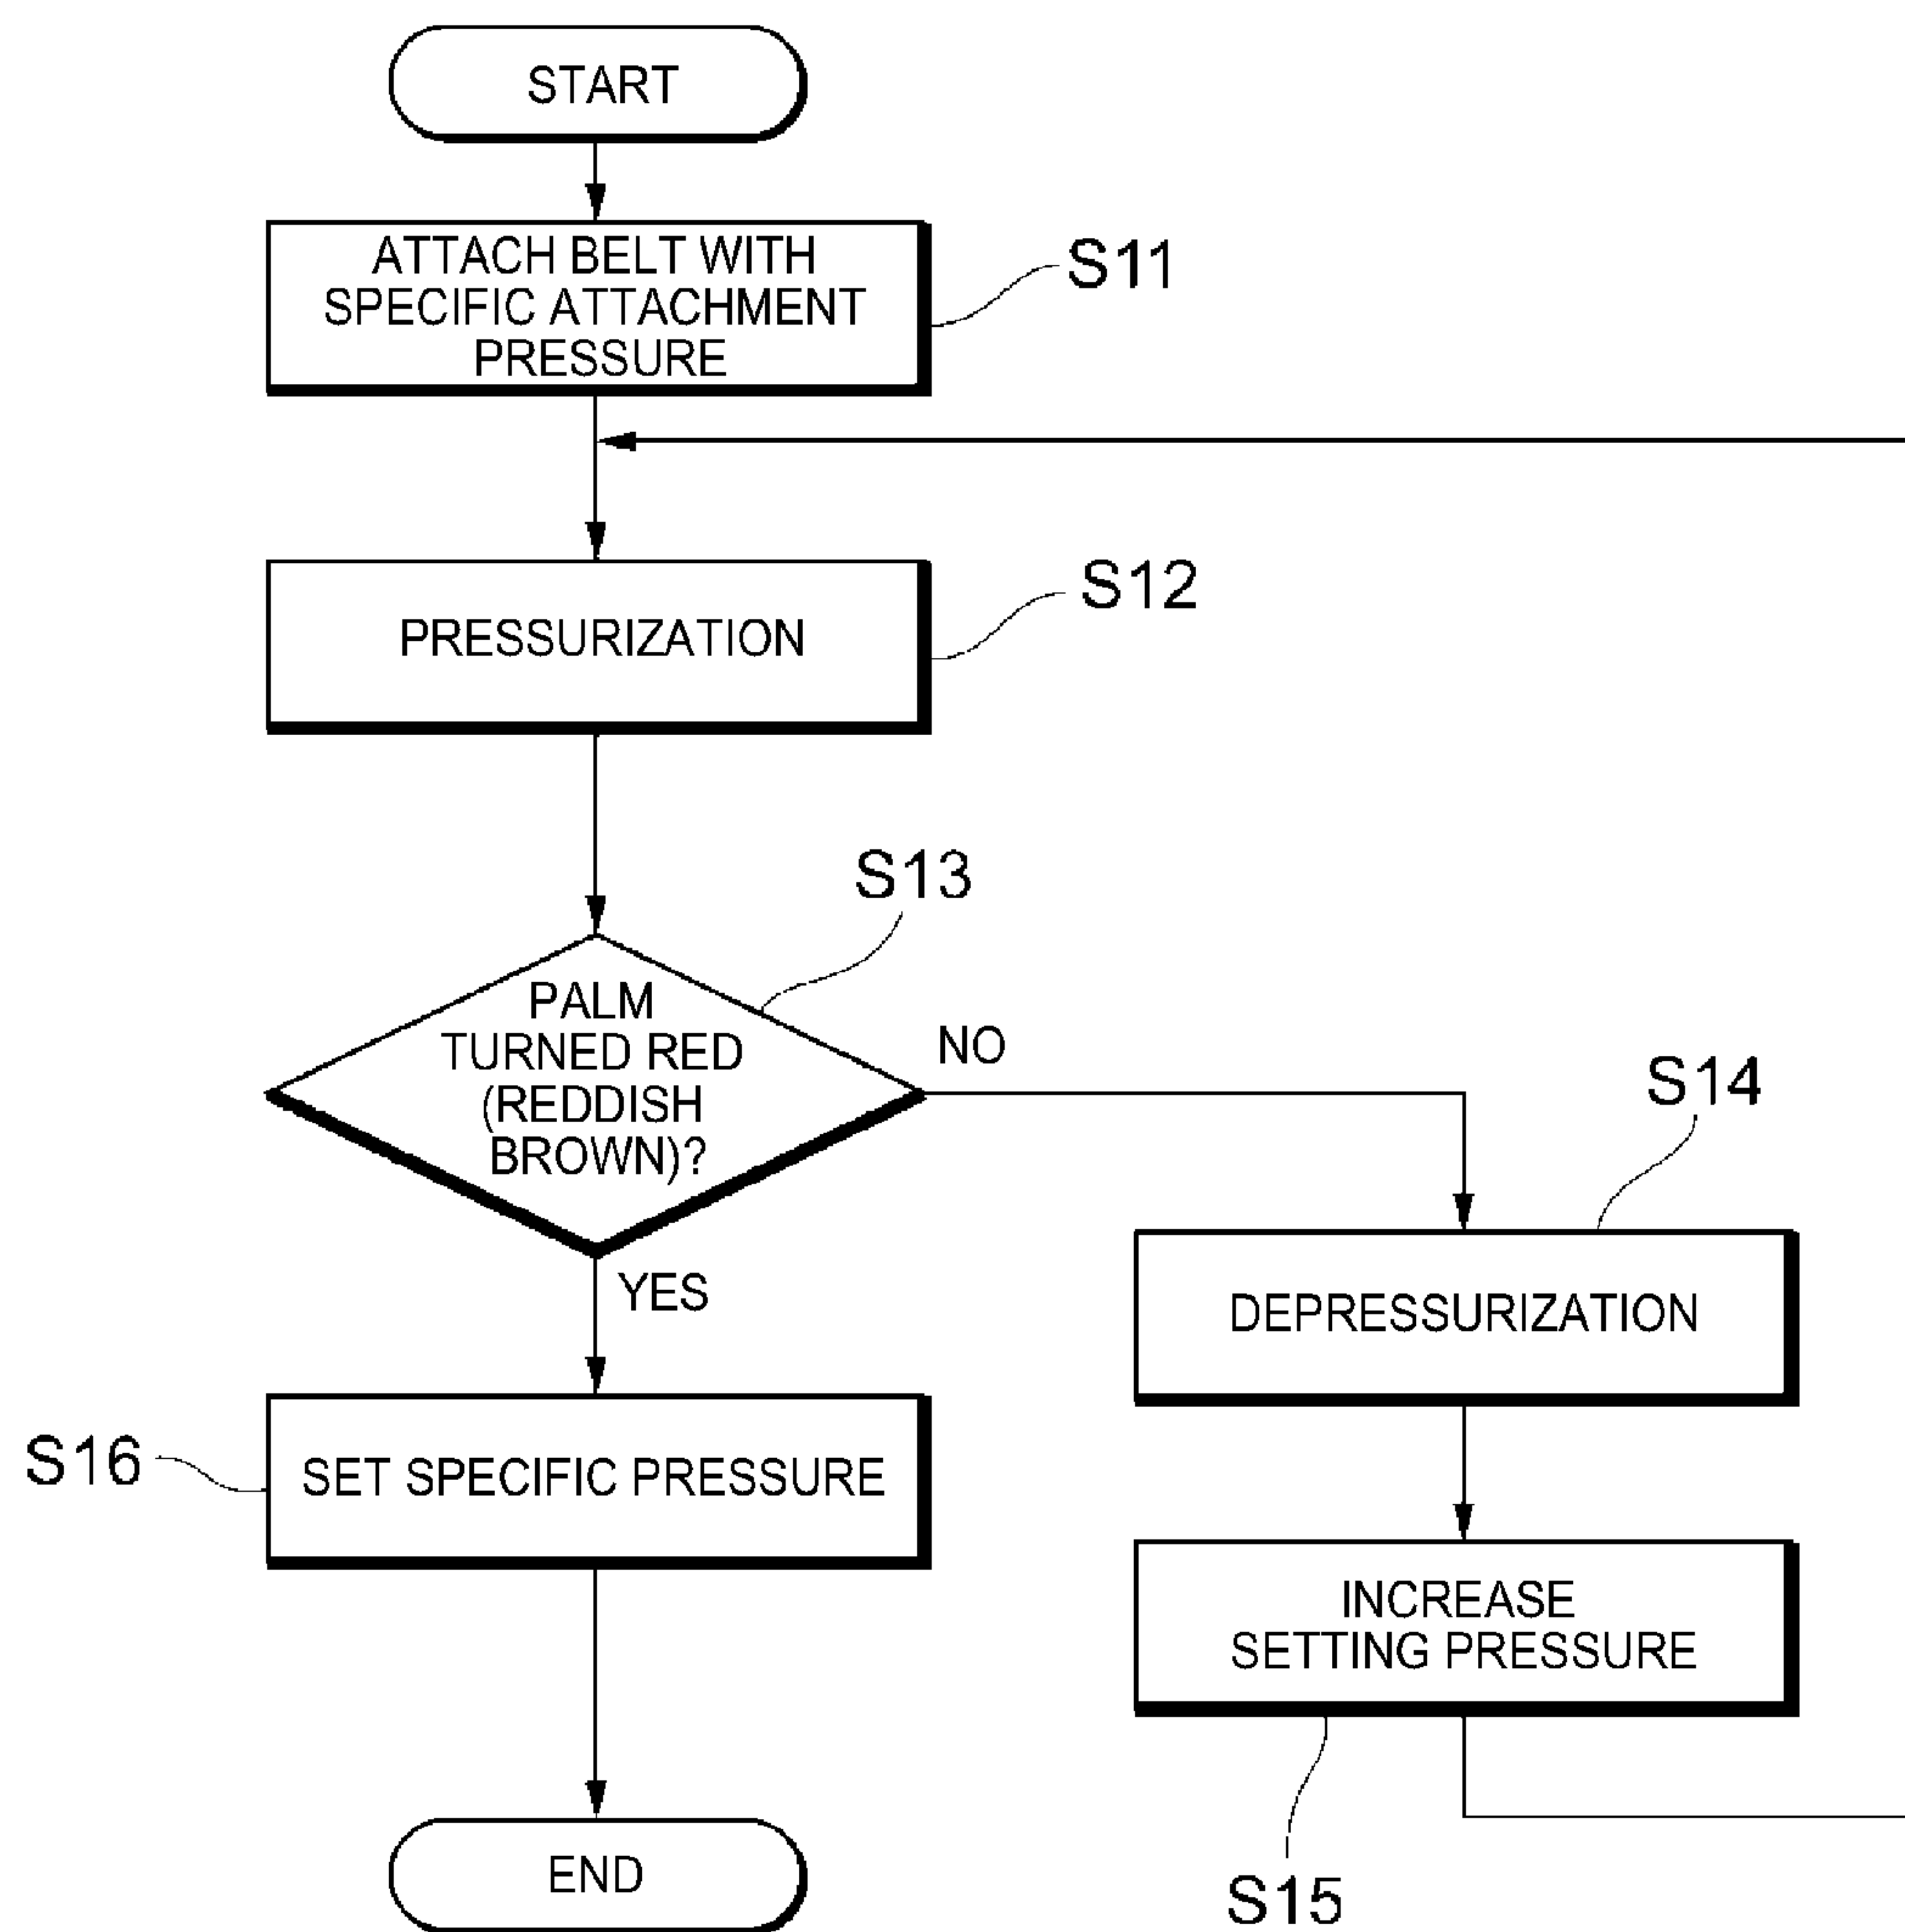 START
ATTACH BELT WITH
SPECIFIC ATTACHMENT
PRESSURE
S11
PRESSURIZATION
S12
S13
PALM
TURNED RED
(REDDISH
BROWN)?
NO
YES
S14
DEPRESSURIZATION
S16
SET SPECIFIC PRESSURE
INCREASE
SETTING PRESSURE
S15
END